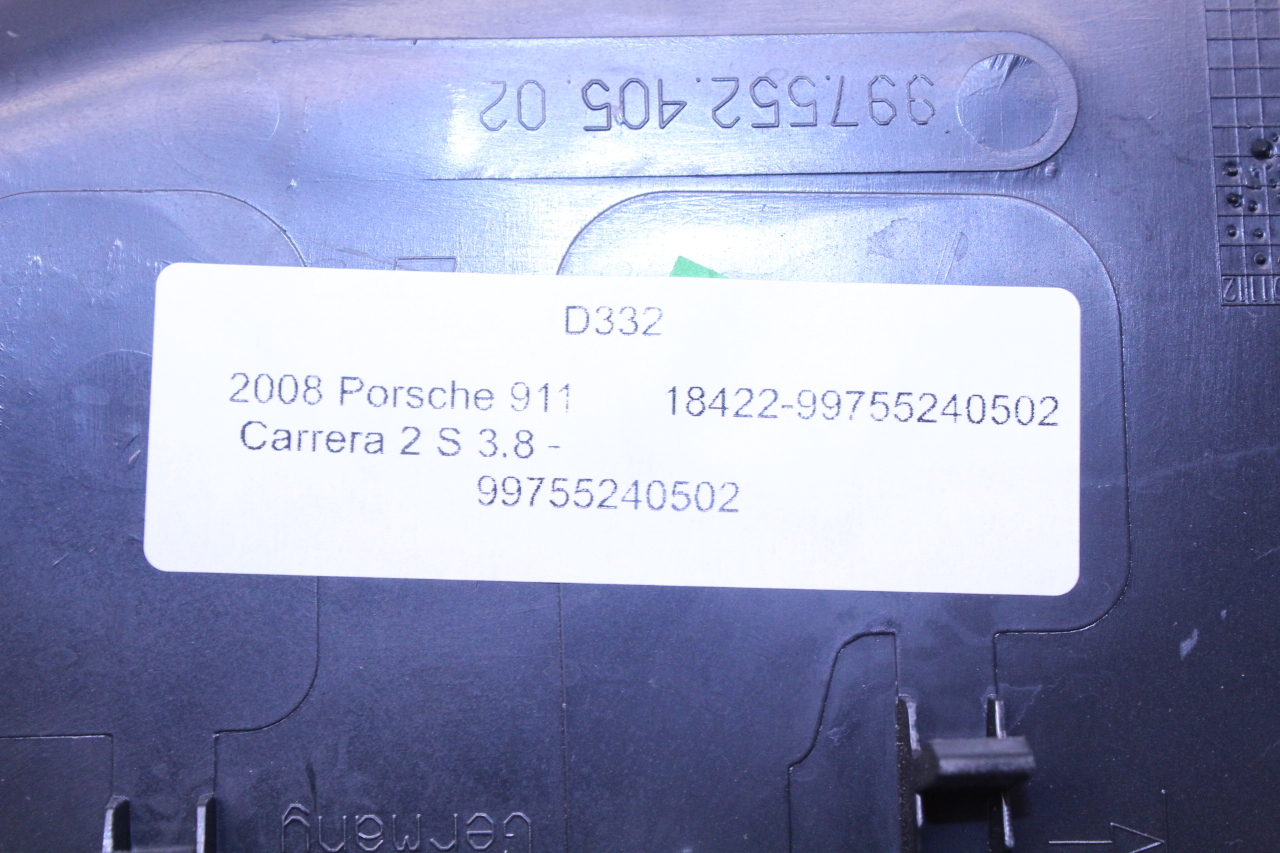 997.552.405.02
D332
2008 Porsche 911 18422-99755240502
Carrera 2 S 3.8 -
99755240502
Germany